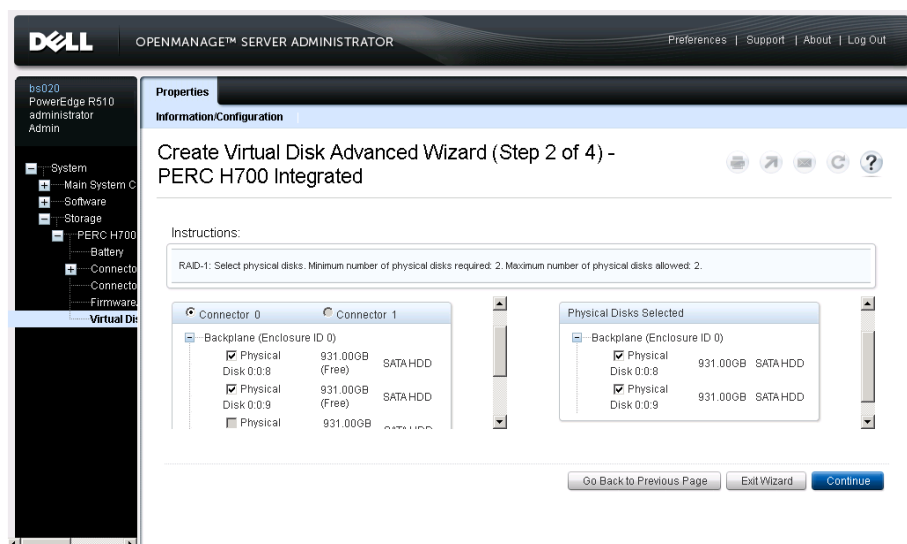 DELL OPENMANAGE™ SERVER ADMINISTRATOR Preferences | Support | About | Log Out
bs020
PowerEdge R510
administrator
Admin
System
Main System C
Software
Storage
PERC H700
Battery
Connecto
Connecto
Firmware
Virtual Di
Properties
Information/Configuration
Create Virtual Disk Advanced Wizard (Step 2 of 4) -
PERC H700 Integrated
Instructions:
RAID-1: Select physical disks. Minimum number of physical disks required: 2. Maximum number of physical disks allowed: 2.
Connector 0 Connector 1
Backplane (Enclosure ID 0)
Physical 931.00GB SATA HDD
Disk 0:0:8 (Free)
Physical 931.00GB SATA HDD
Disk 0:0:9 (Free)
Physical 931.00GB
Physical Disks Selected
Backplane (Enclosure ID 0)
Physical 931.00GB SATA HDD
Disk 0:0:8
Physical 931.00GB SATA HDD
Disk 0:0:9
Go Back to Previous Page Exit Wizard Continue